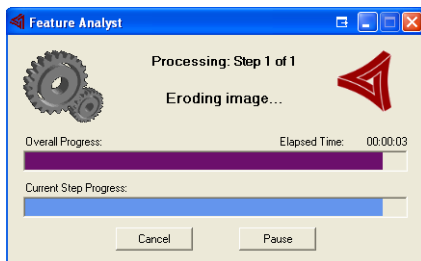 Feature Analyst
Processing: Step 1 of 1
Eroding image...
Overall Progress: Elapsed Time: 00:00:03
Current Step Progress:
Cancel Pause